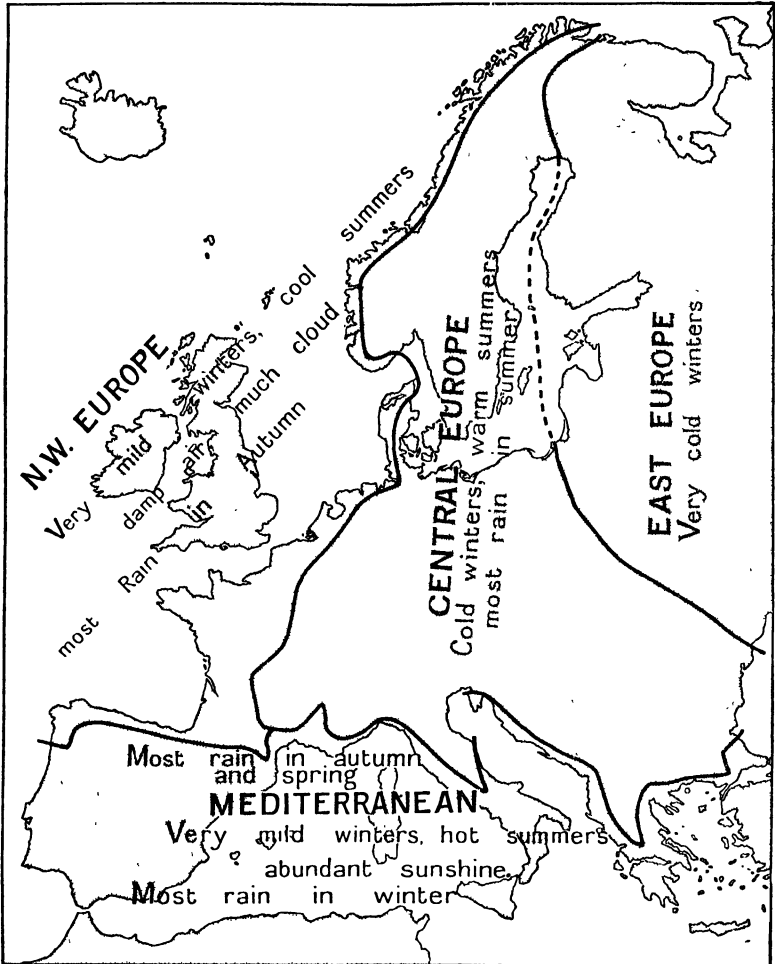 N.W. EUROPE
Very mild winters, cool summers
damp air much cloud
most Rain in Autumn
CENTRAL EUROPE
Cold winters, warm summers
most rain in summer
EAST EUROPE
Very cold winters.
Most rain in autumn
and spring
MEDITERRANEAN
Very mild winters, hot summers
abundant sunshine.
Most rain in winter